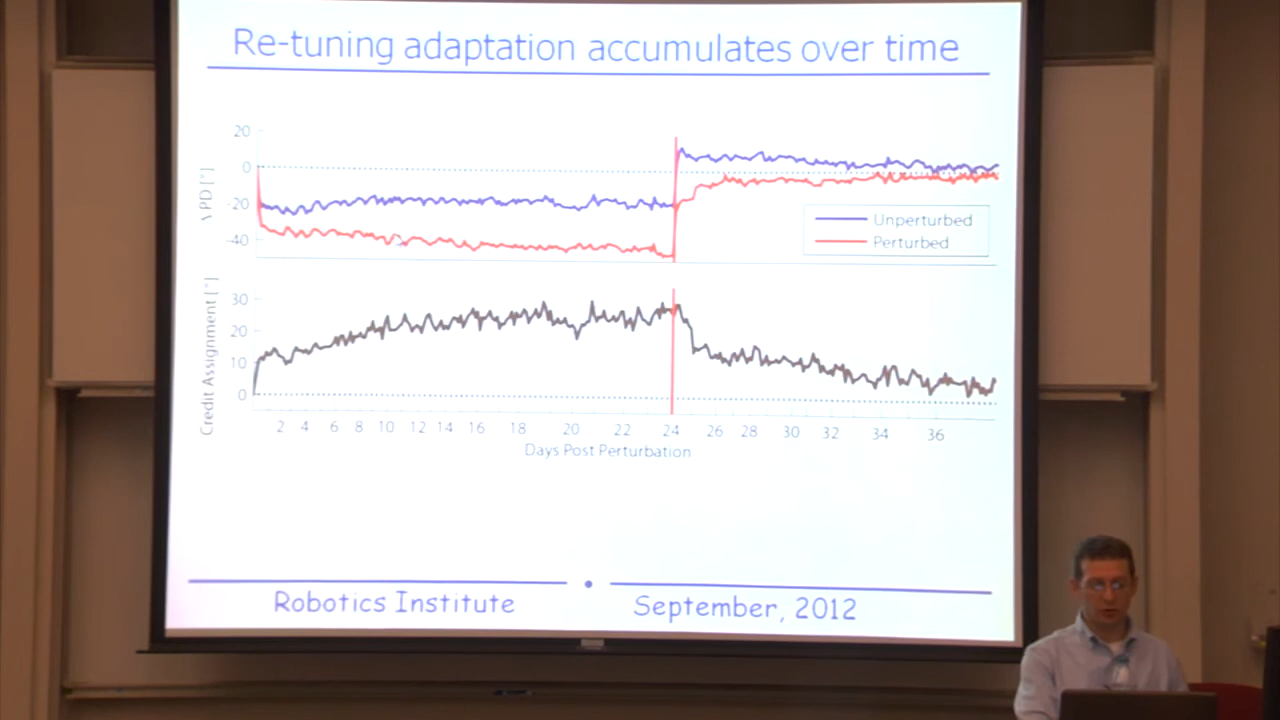 Re-tuning adaptation accumulates over time
20
0
-20
-40
PD [°]
Unperturbed
Perturbed
30
20
10
0
Credit Assignment [°]
2 4 6 8 10 12 14 16 18 20 22 24 26 28 30 32 34 36
Days Post Perturbation
Robotics Institute
September, 2012